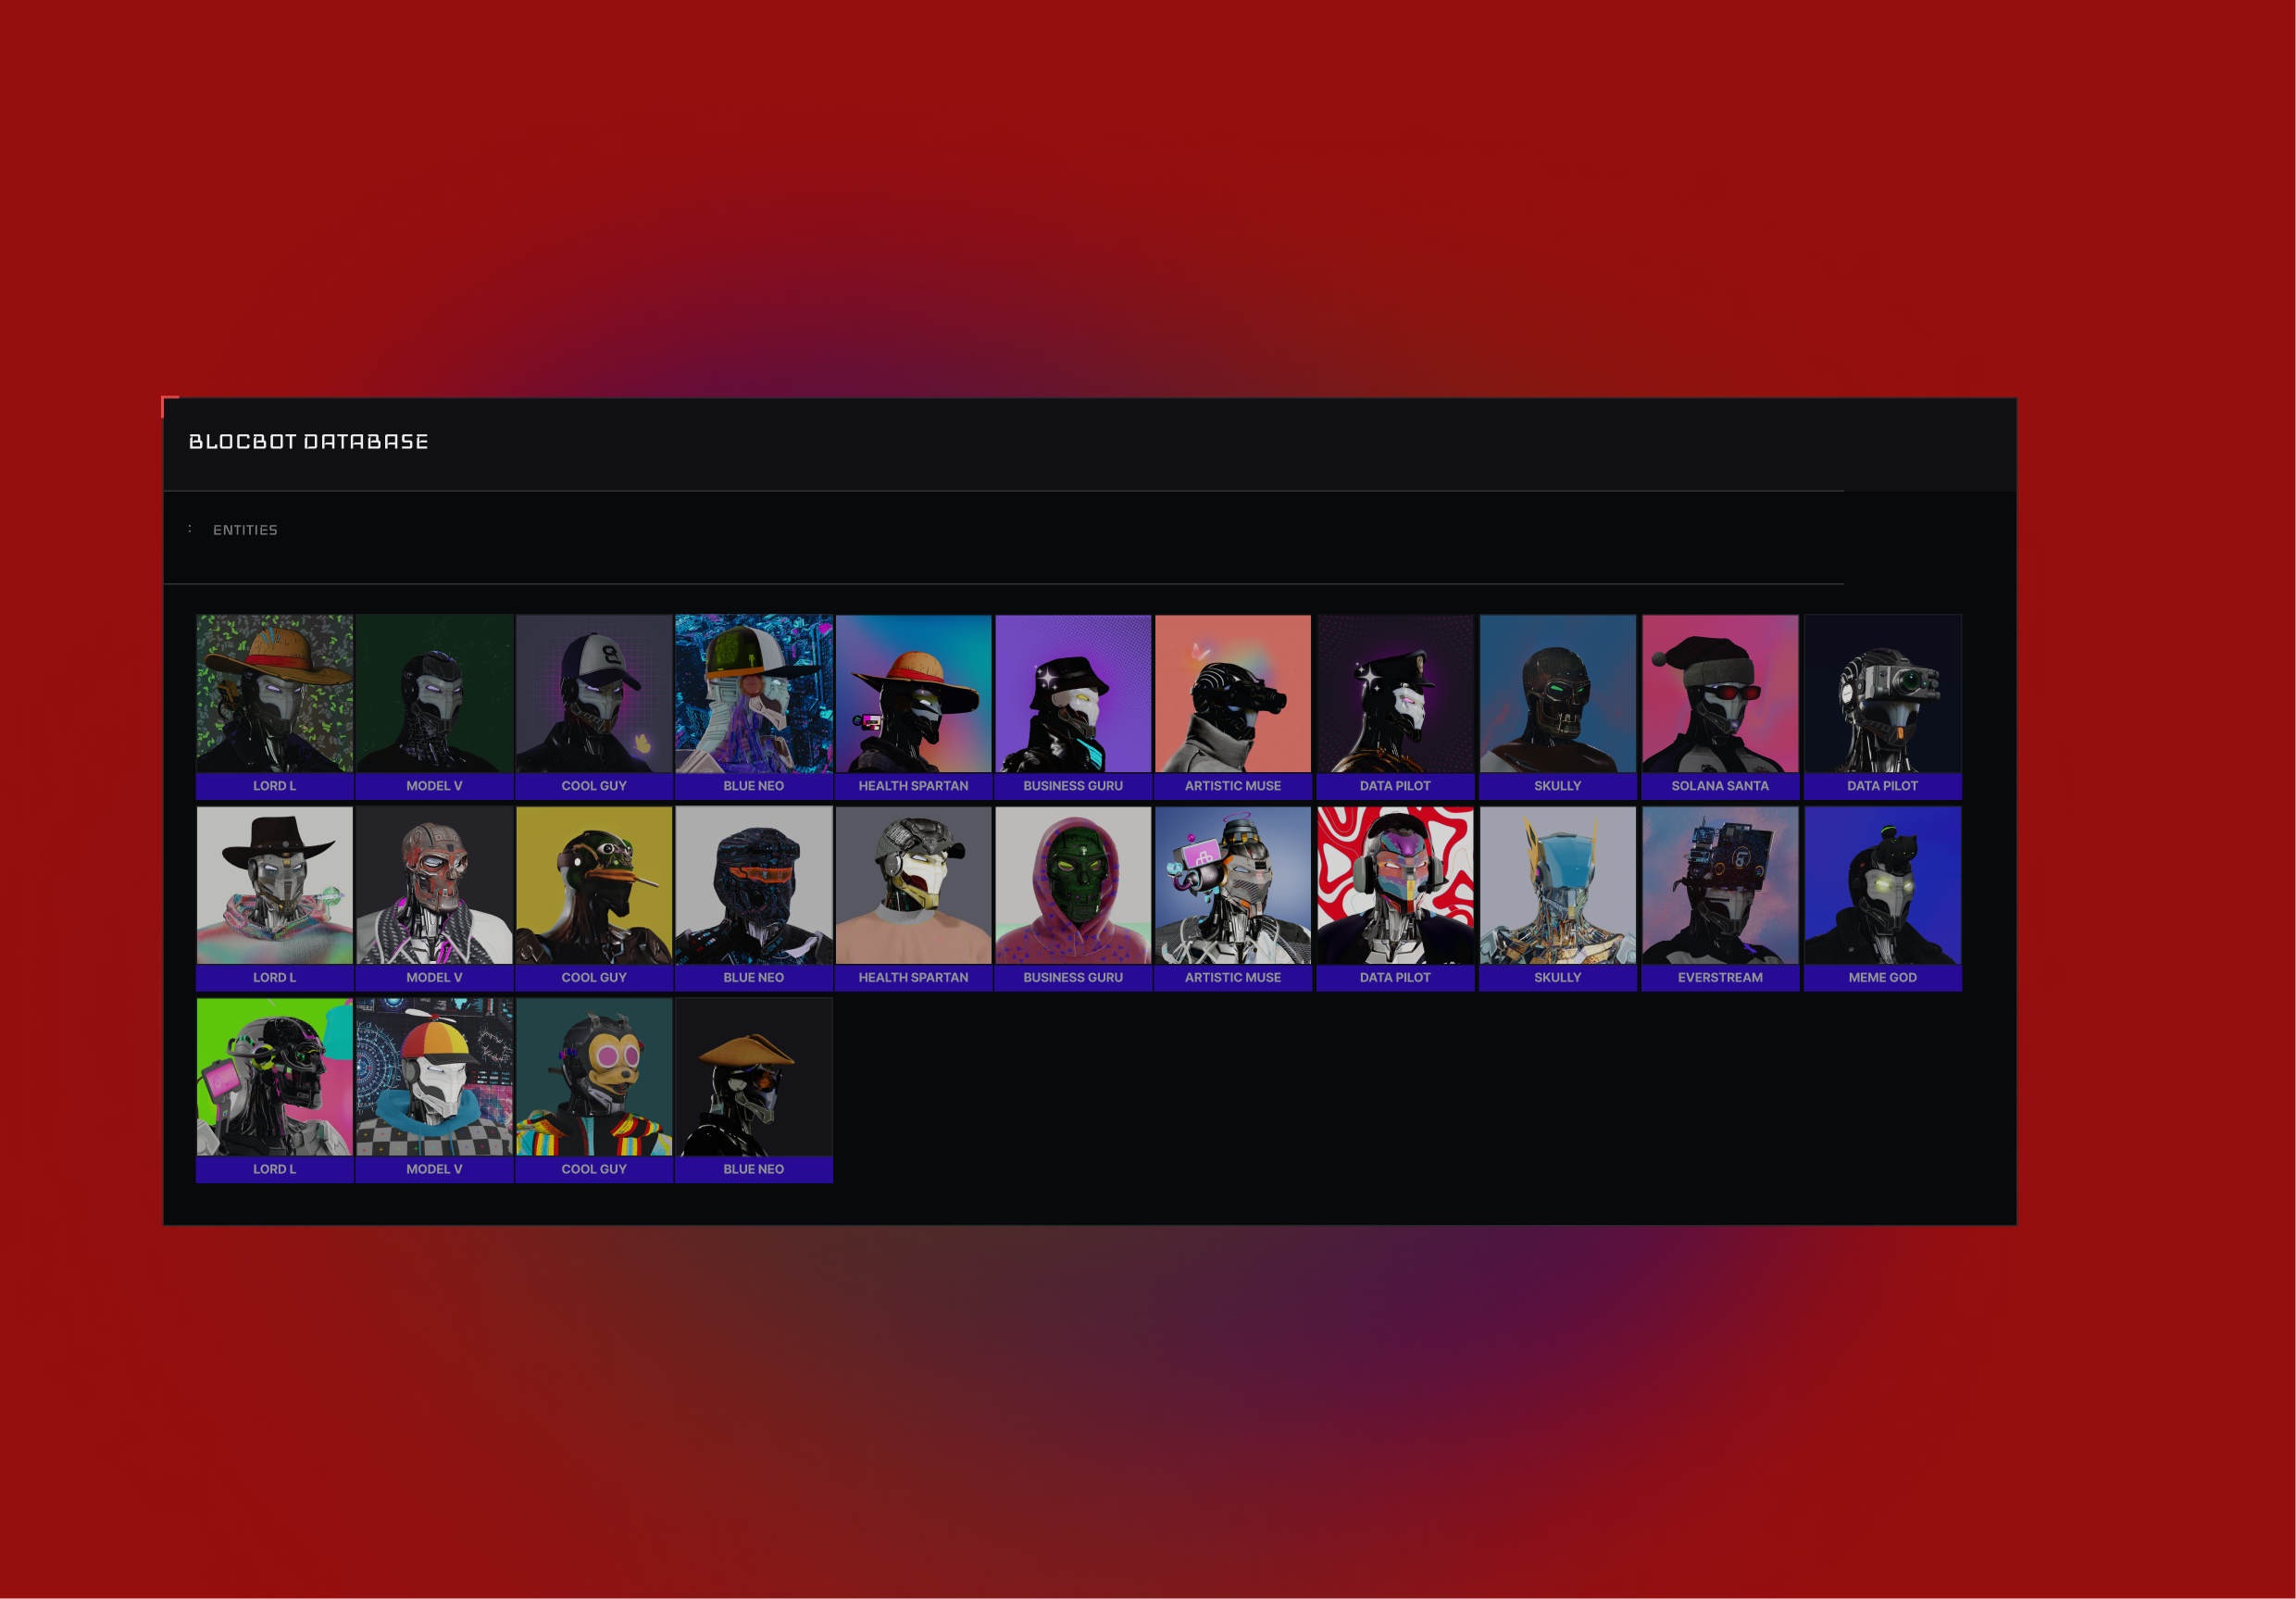 BLOCBOT DATABASE
: ENTITIES
LORD L MODEL V COOL GUY BLUE NEO HEALTH SPARTAN BUSINESS GURU ARTISTIC MUSE DATA PILOT SKULLY SOLANA SANTA DATA PILOT
LORD L MODEL V COOL GUY BLUE NEO HEALTH SPARTAN BUSINESS GURU ARTISTIC MUSE DATA PILOT SKULLY EVERSTREAM MEME GOD
LORD L MODEL V COOL GUY BLUE NEO